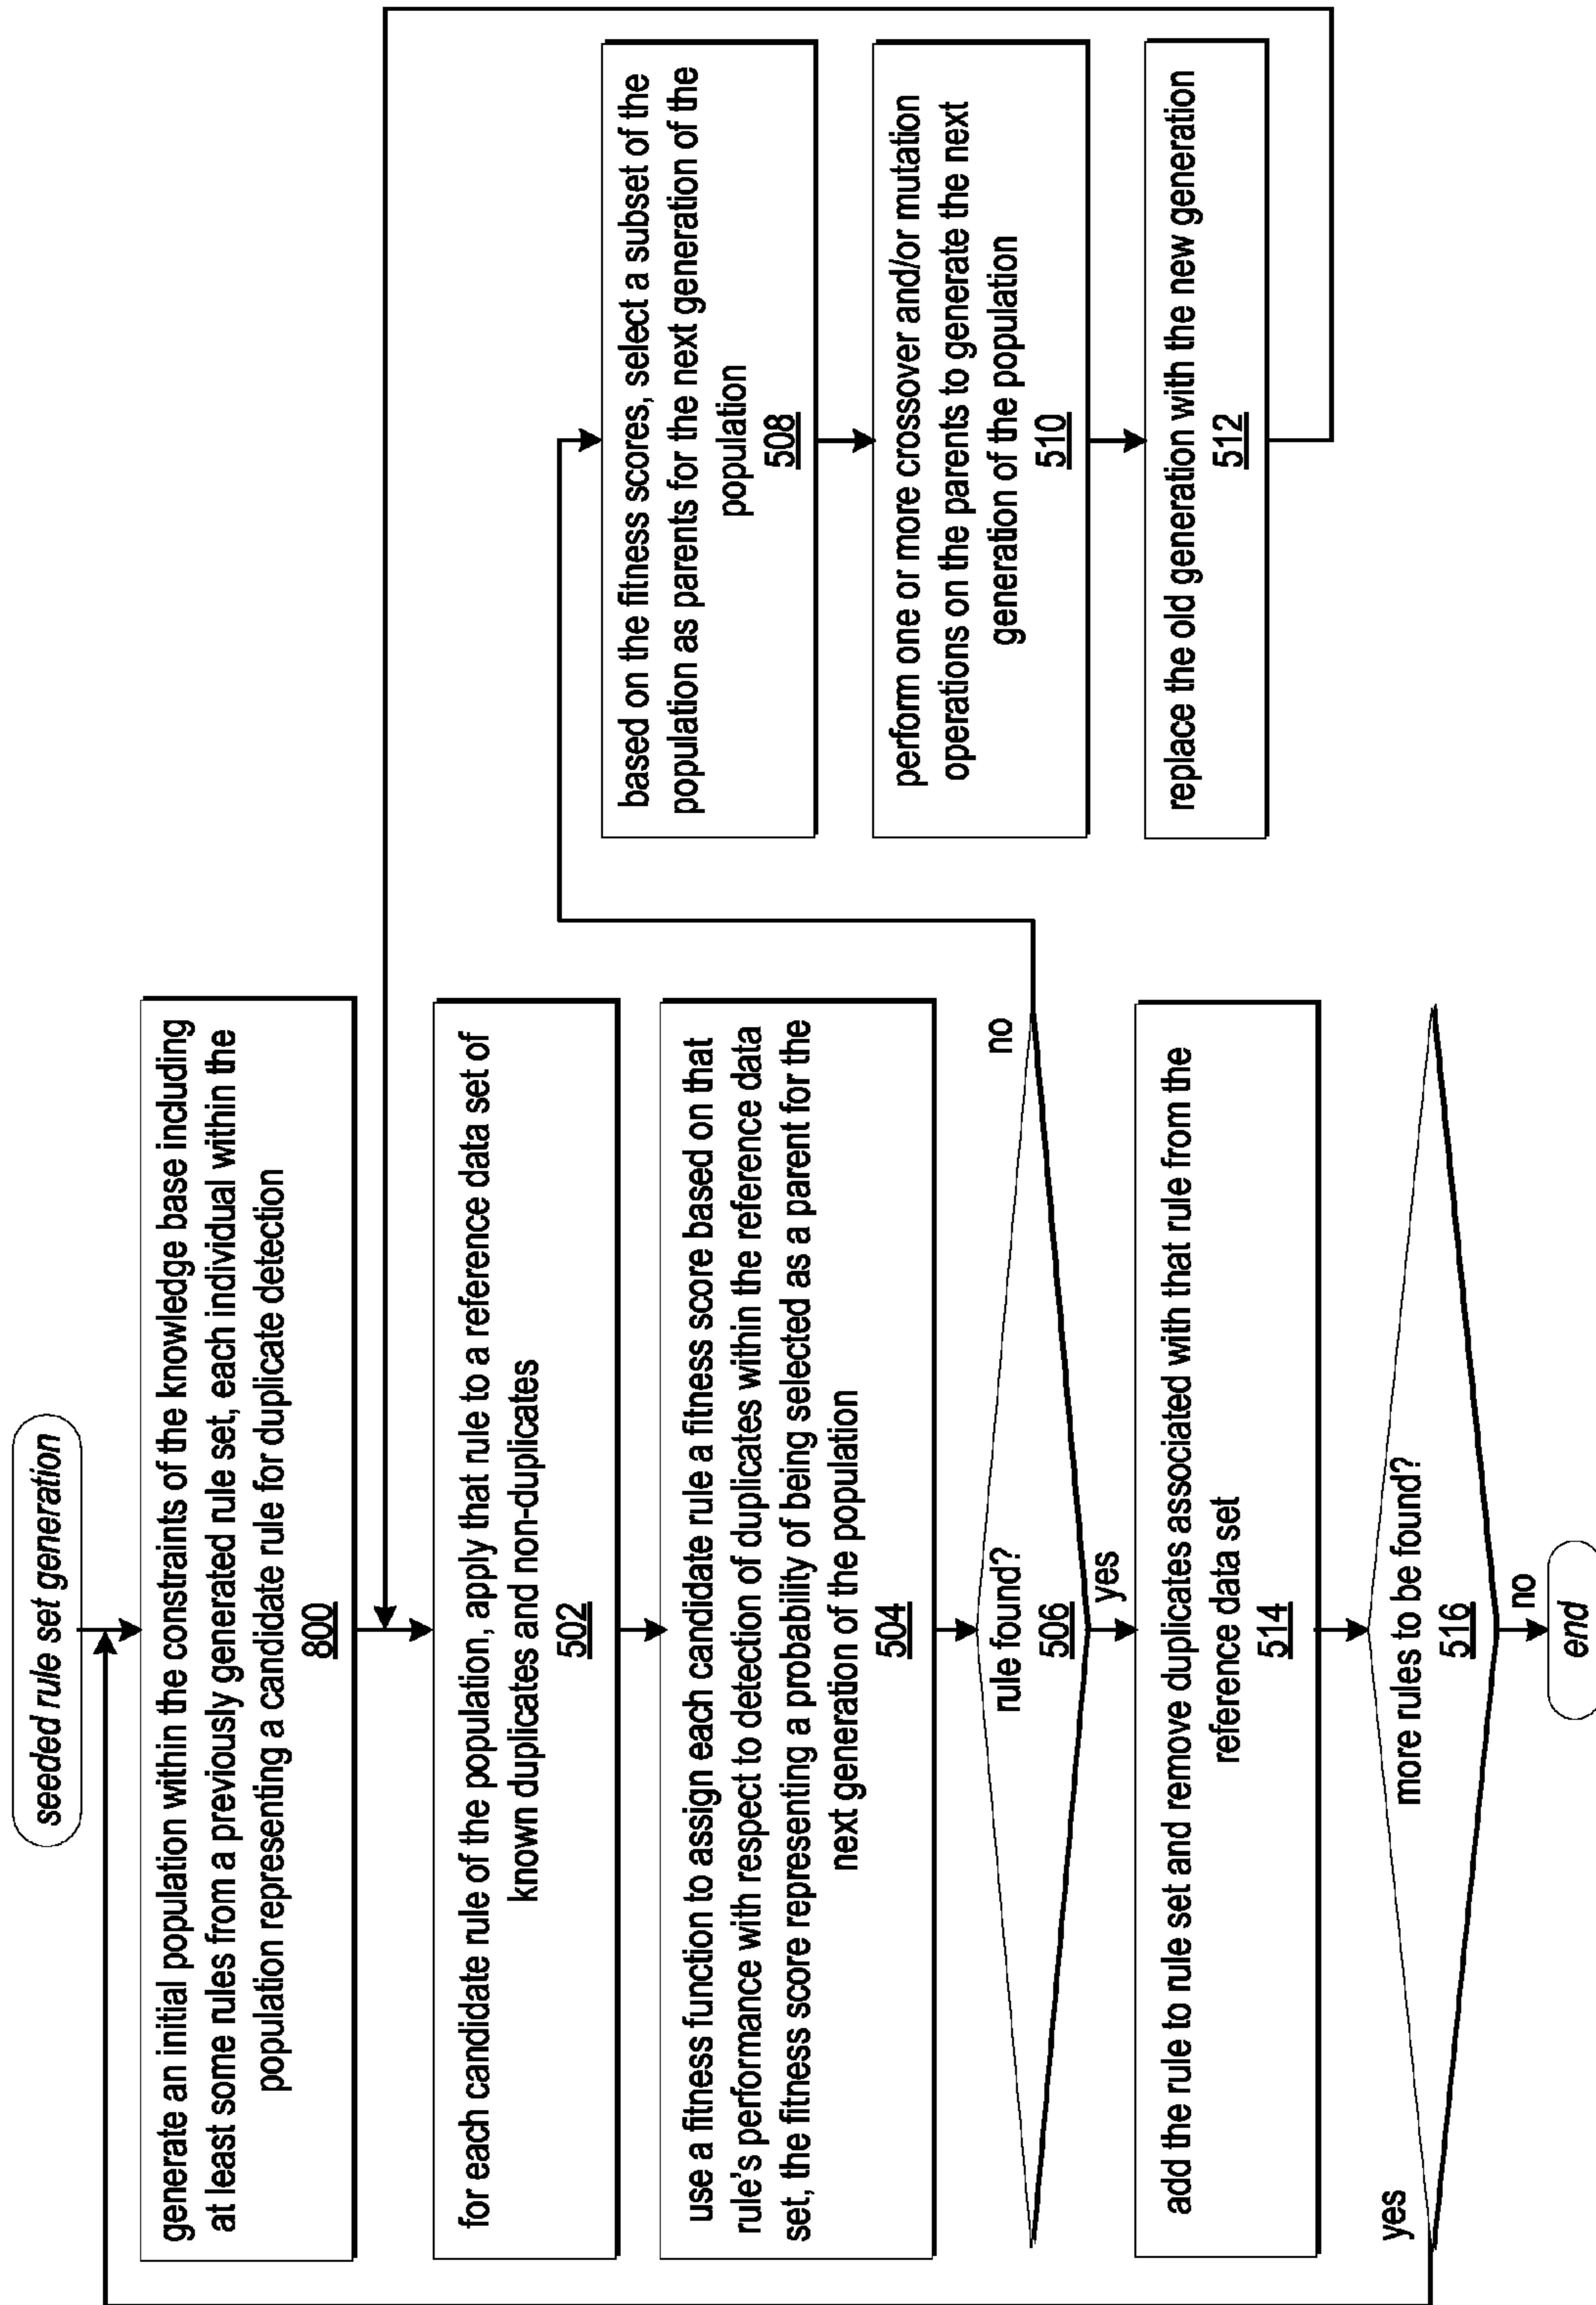 seeded rule set generation
generate an initial population within the constraints of the knowledge base including
at least some rules from a previously generated rule set, each individual within the
population representing a candidate rule for duplicate detection
800
for each candidate rule of the population, apply that rule to a reference data set of
known duplicates and non-duplicates
502
use a fitness function to assign each candidate rule a fitness score based on that
rule's performance with respect to detection of duplicates within the reference data
set, the fitness score representing a probability of being selected as a parent for the
next generation of the population
504
rule found?
506
no
yes
based on the fitness scores, select a subset of the
population as parents for the next generation of the
population
508
perform one or more crossover and/or mutation
operations on the parents to generate the next
generation of the population
510
replace the old generation with the new generation
512
add the rule to rule set and remove duplicates associated with that rule from the
reference data set
514
more rules to be found?
516
yes
no
end